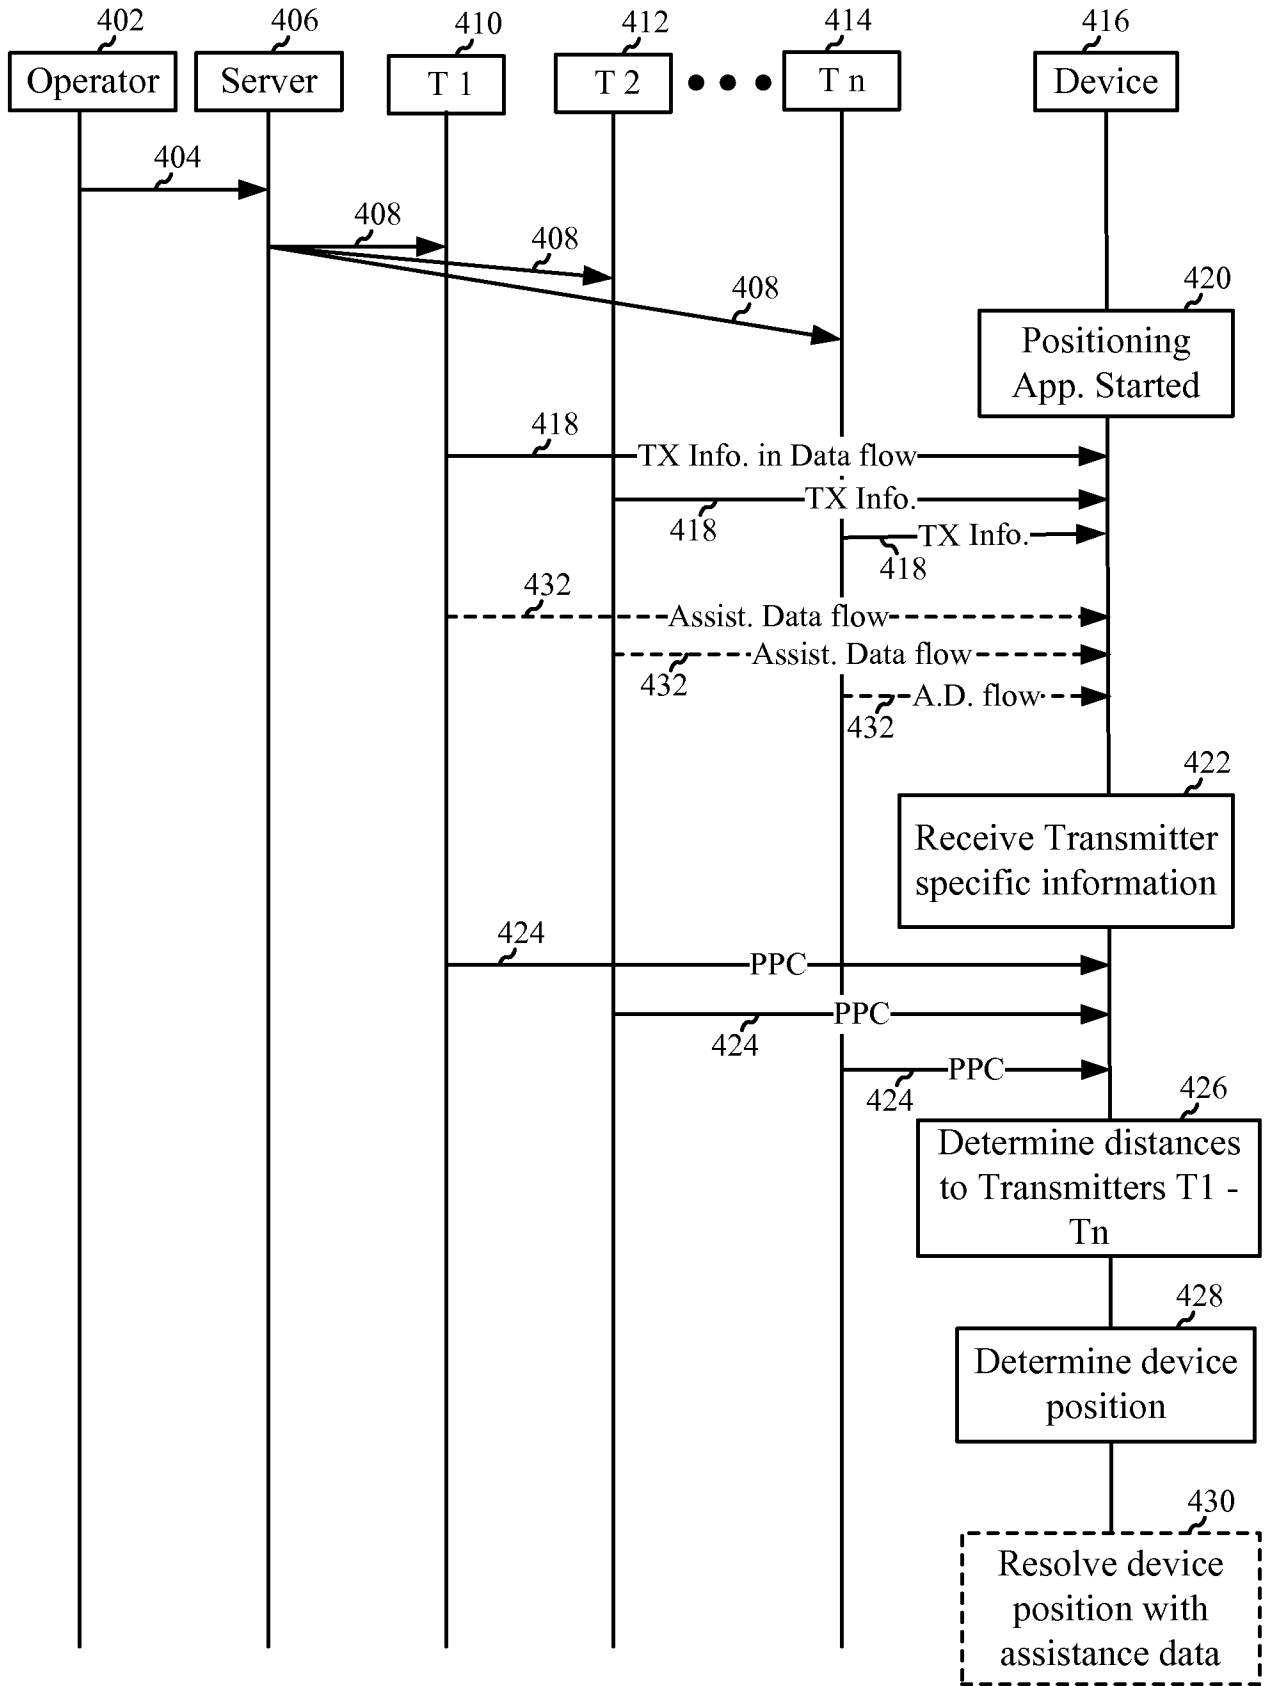 402
406
410
412
414
416
Operator
Server
T 1
T 2
T n
Device
404
408
408
408
420
Positioning
App. Started
418
TX Info. in Data flow
TX Info.
418
TX Info.
418
432
Assist. Data flow
Assist. Data flow
432
A.D. flow
432
422
Receive Transmitter
specific information
424
PPC
PPC
424
PPC
424
426
Determine distances
to Transmitters T1 -
Tn
428
Determine device
position
430
Resolve device
position with
assistance data